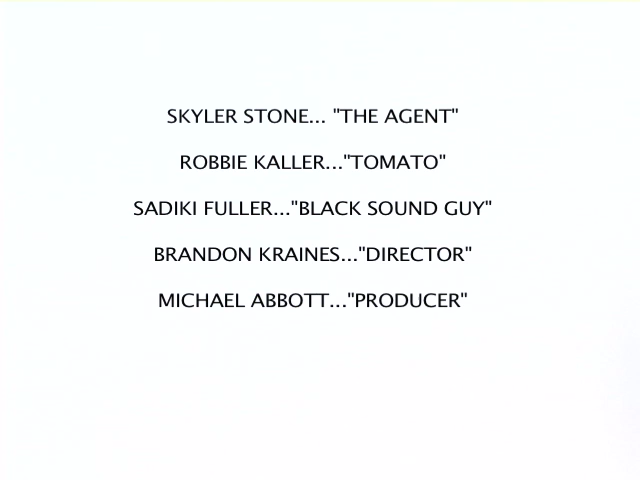 SKYLER STONE... "THE AGENT"
ROBBIE KALLER..."TOMATO"
SADIKI FULLER..."BLACK SOUND GUY"
BRANDON KRAINES..."DIRECTOR"
MICHAEL ABBOTT..."PRODUCER"